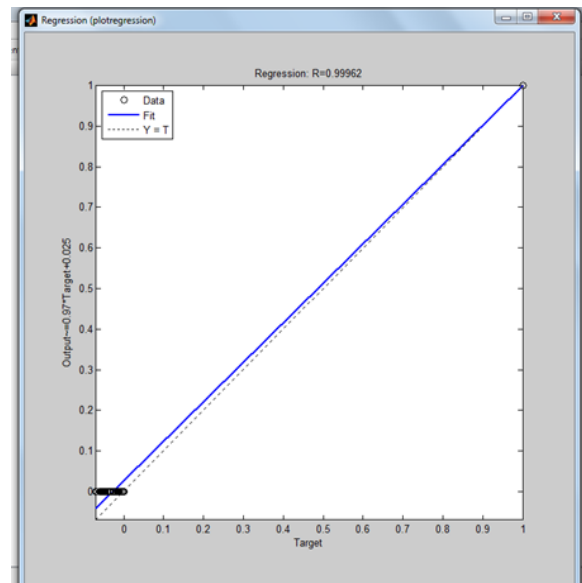 Regression (plotregression)
en
Regression: R=0.99962
Data
Fit
Y = T
1
0.9
0.8
0.7
0.6
0.5
0.4
0.3
0.2
0.1
0
Output~=0.97*Target+0.025
0 0.1 0.2 0.3 0.4 0.5 0.6 0.7 0.8 0.9 1
Target